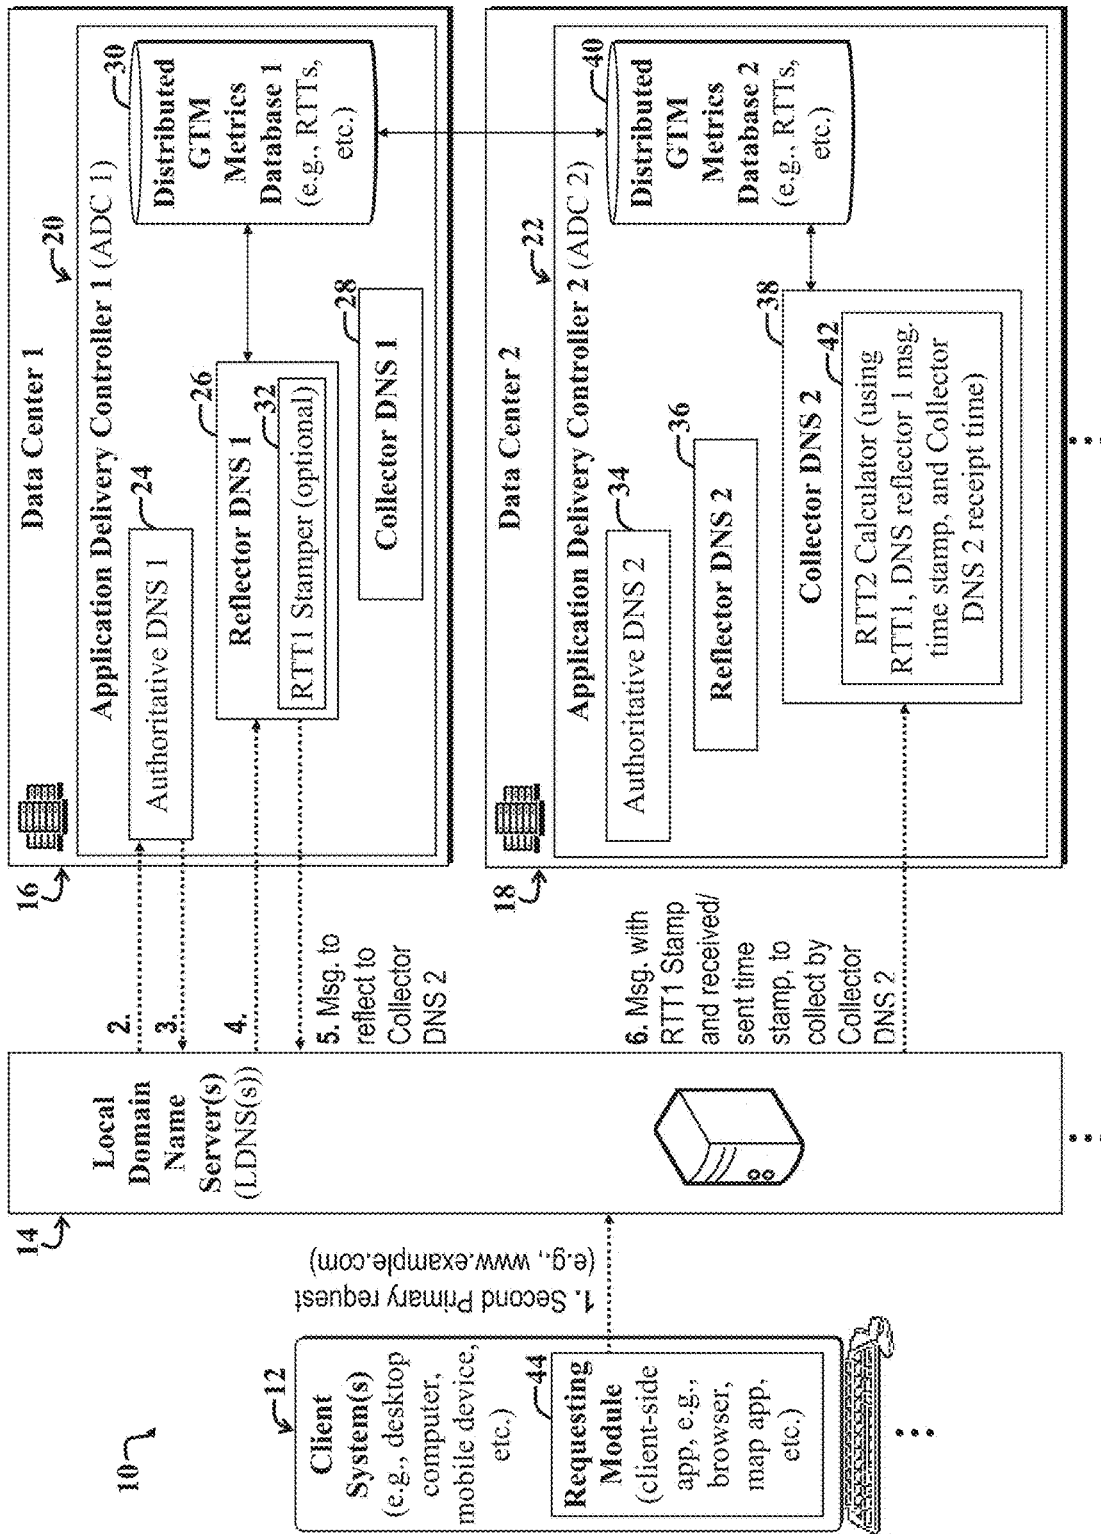 10
12
Client
System(s)
(e.g., desktop
computer,
mobile device,
etc.)
44
Requesting
Module
(client-side
app, e.g.,
browser,
map app,
etc.)
1. Second Primary request
(e.g., www.example.com)
14
Local
Domain
Name
Server(s)
(LDNS(s))
2.
3.
4.
5. Msg. to
reflect to
Collector
DNS 2
6. Msg. with
RTT1 Stamp
and received/
sent time
stamp, to
collect by
Collector
DNS 2
16
Data Center 1
20
Application Delivery Controller 1 (ADC 1)
24
Authoritative DNS 1
26
Reflector DNS 1
32
RTT1 Stamper (optional)
28
Collector DNS 1
30
Distributed
GTM
Metrics
Database 1
(e.g., RTTs,
etc.)
18
Data Center 2
22
Application Delivery Controller 2 (ADC 2)
34
Authoritative DNS 2
36
Reflector DNS 2
38
Collector DNS 2
42
RTT2 Calculator (using
RTT1, DNS reflector 1 msg.
time stamp, and Collector
DNS 2 receipt time)
40
Distributed
GTM
Metrics
Database 2
(e.g., RTTs,
etc.)